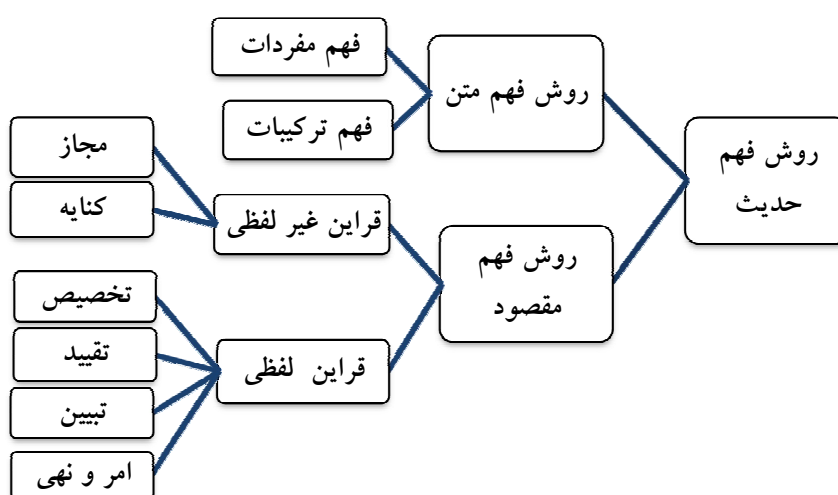 روش فهم
حدیث
روش فهم متن
فهم مفردات
فهم ترکیبات
روش فهم
مقصود
قراین غیر لفظی
مجاز
کنایه
قراین لفظی
تخصیص
تقیید
تبیین
امر و نهی